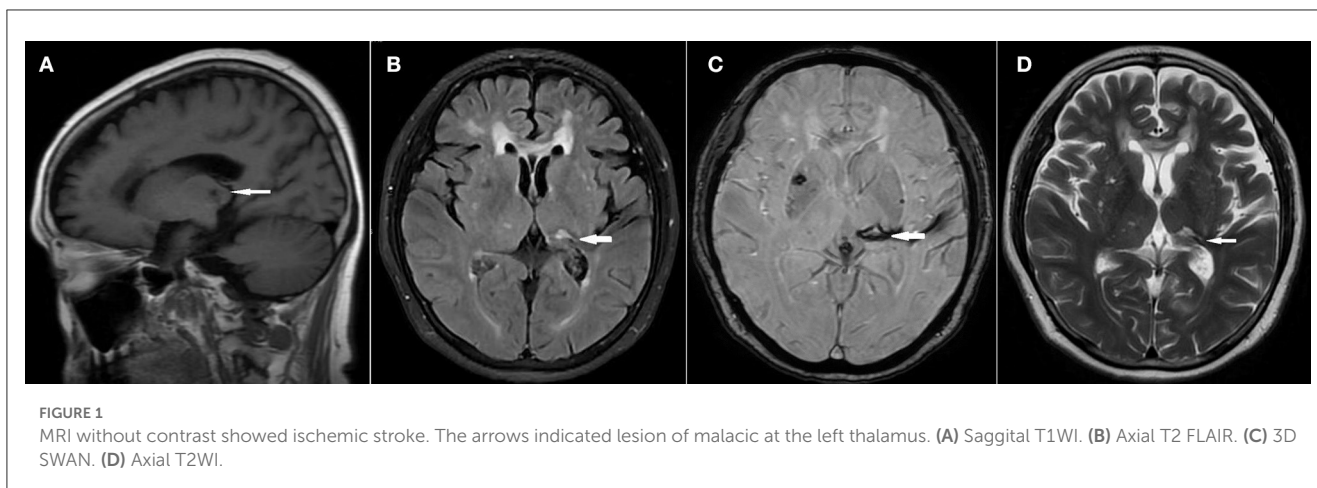 A
B
C
D
FIGURE 1
MRI without contrast showed ischemic stroke. The arrows indicated lesion of malacic at the left thalamus. (A) Saggital T1WI. (B) Axial T2 FLAIR. (C) 3D
SWAN. (D) Axial T2WI.